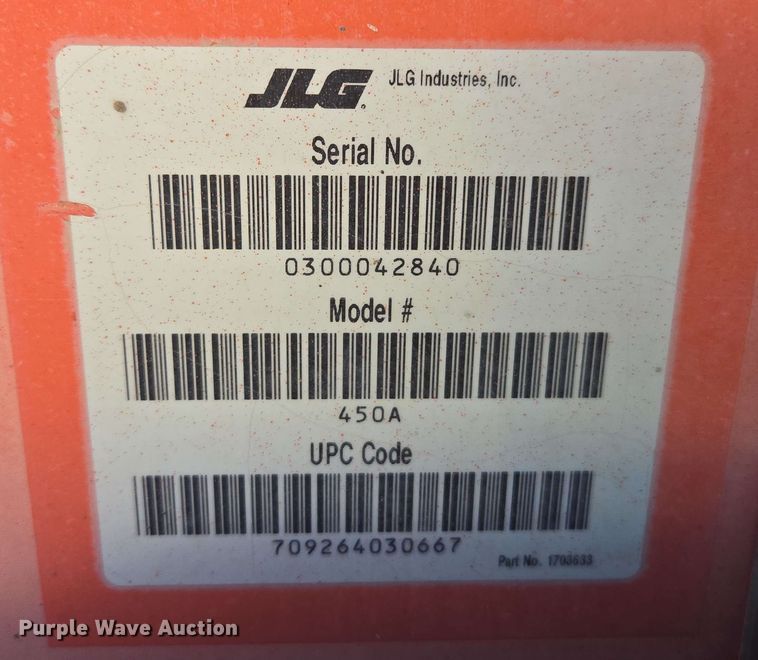 JLG JLG Industries, Inc.
Serial No.
0300042840
Model #
450A
UPC Code
709264030667
Part No. 1703633
Purple Wave Auction